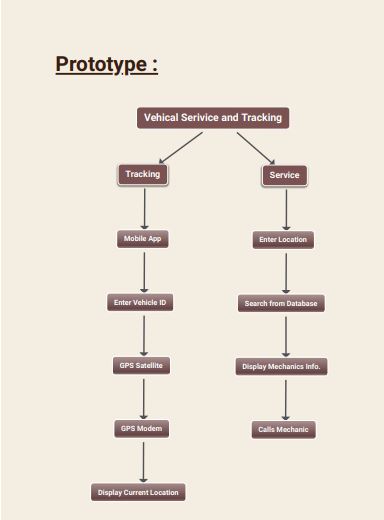 Prototype :
Vehical Serivice and Tracking
Tracking
Service
Mobile App
Enter Location
Enter Vehicle ID
Search from Database
GPS Satellite
Display Mechanics Info.
GPS Modem
Calls Mechanic
Display Current Location